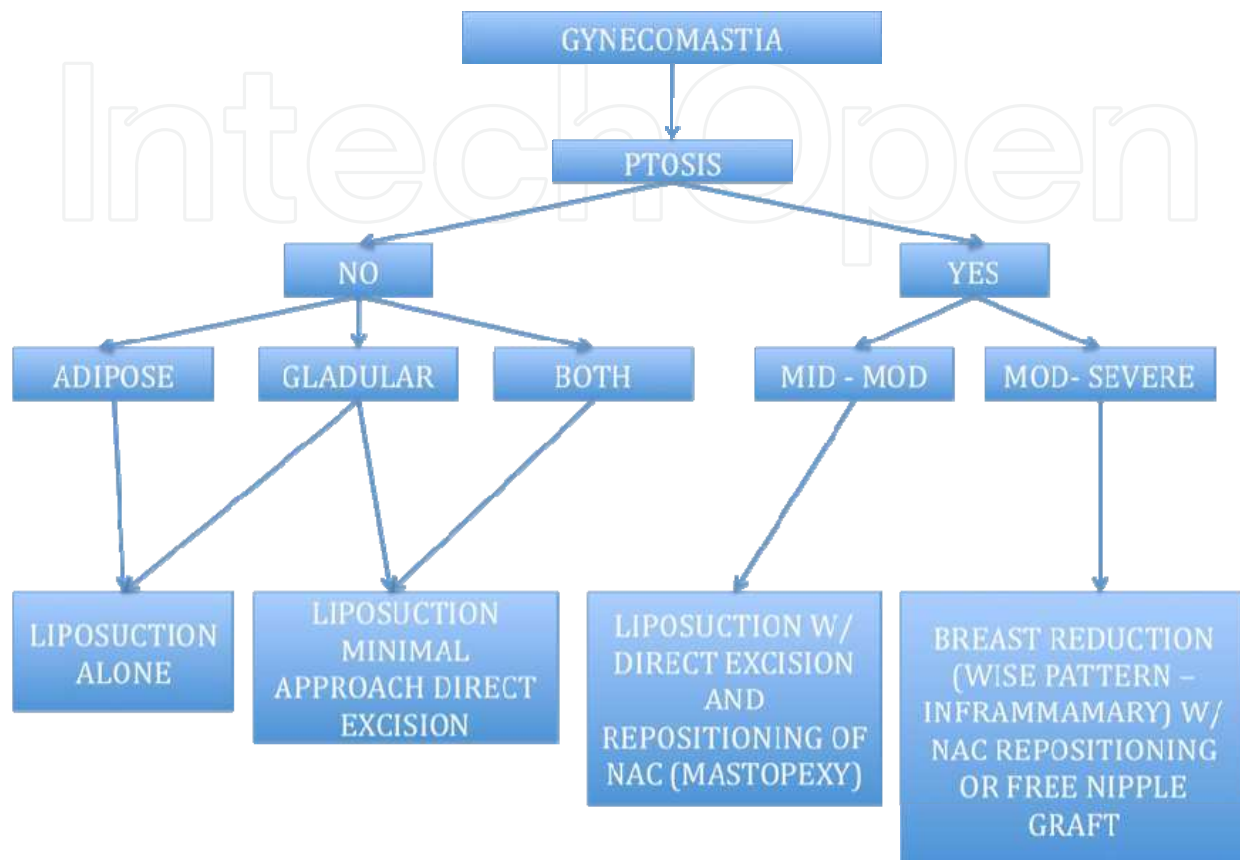 IntechOpen
GYNECOMASTIA
PTOSIS
NO
YES
ADIPOSE
GLADULAR
BOTH
MID - MOD
MOD- SEVERE
LIPOSUCTION
ALONE
LIPOSUCTION
MINIMAL
APPROACH DIRECT
EXCISION
LIPOSUCTION W/
DIRECT EXCISION
AND
REPOSITIONING OF
NAC (MASTOPEXY)
BREAST REDUCTION
(WISE PATTERN –
INFRAMMAMARY) W/
NAC REPOSITIONING
OR FREE NIPPLE
GRAFT